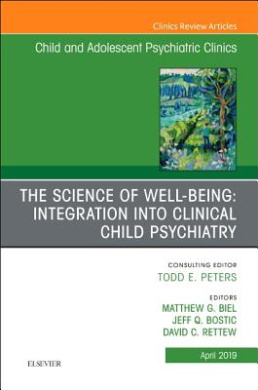 Clinics Review Articles
Child and Adolescent Psychiatric Clinics
THE SCIENCE OF WELL-BEING:
INTEGRATION INTO CLINICAL
CHILD PSYCHIATRY
CONSULTING EDITOR
TODD E. PETERS
EDITORS
MATTHEW G. BIEL
JEFF Q. BOSTIC
DAVID C. RETTEW
ELSEVIER
April 2019